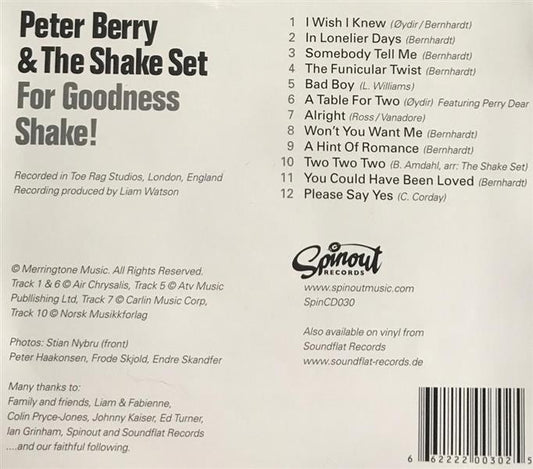 Peter Berry
& The Shake Set
For Goodness
Shake!
Recorded in Toe Rag Studios, London, England
Recording produced by Liam Watson
1 I Wish I Knew (Øydir/Bernhardt)
2 In Lonelier Days (Bernhardt)
3 Somebody Tell Me (Bernhardt)
4 The Funicular Twist (Bernhardt)
5 Bad Boy (L. Williams)
6 A Table For Two (Øydir) Featuring Perry Dear
7 Alright (Ross/Vanadore)
8 Won't You Want Me (Bernhardt)
9 A Hint Of Romance (Bernhardt)
10 Two Two Two (B. Amdahl, arr: The Shake Set)
11 You Could Have Been Loved (Bernhardt)
12 Please Say Yes (C. Corday)
© Merringtone Music. All Rights Reserved.
Track 1 & 6 © Air Chrysalis, Track 5 © Atv Music
Publlishing Ltd, Track 7 © Carlin Music Corp,
Track 10 © Norsk Musikkforlag
Photos: Stian Nybru (front)
Peter Haakonsen, Frode Skjold, Endre Skandfer
Many thanks to:
Family and friends, Liam & Fabienne,
Colin Pryce-Jones, Johnny Kaiser, Ed Turner,
Ian Grinham, Spinout and Soundflat Records
....and our faithful following.
Spinout
RECORDS
www.spinoutmusic.com
SpinCD030
Also available on vinyl from
Soundflat Records
www.soundflat-records.de
6 62222 00302 5